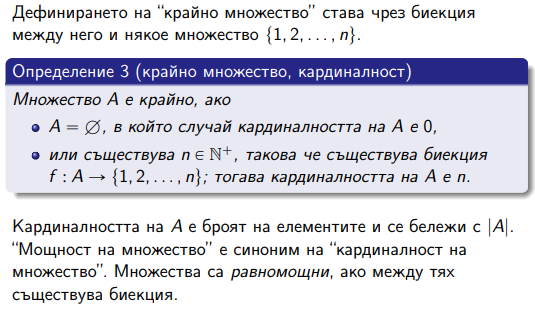 Дефинирането на “крайно множество” става чрез биекция
между него и някое множество {1, 2, . . . , n}.
Определение 3 (крайно множество, кардиналност)
Множество A е крайно, ако
A = ∅, в който случай кардиналността на A е 0,
или съществува n ∈ ℕ⁺, такова че съществува биекция
f : A → {1, 2, . . . , n}; тогава кардиналността на A е n.
Кардиналността на A е броят на елементите и се бележи с |A|.
“Мощност на множество” е синоним на “кардиналност на
множество”. Множества са равномощни, ако между тях
съществува биекция.